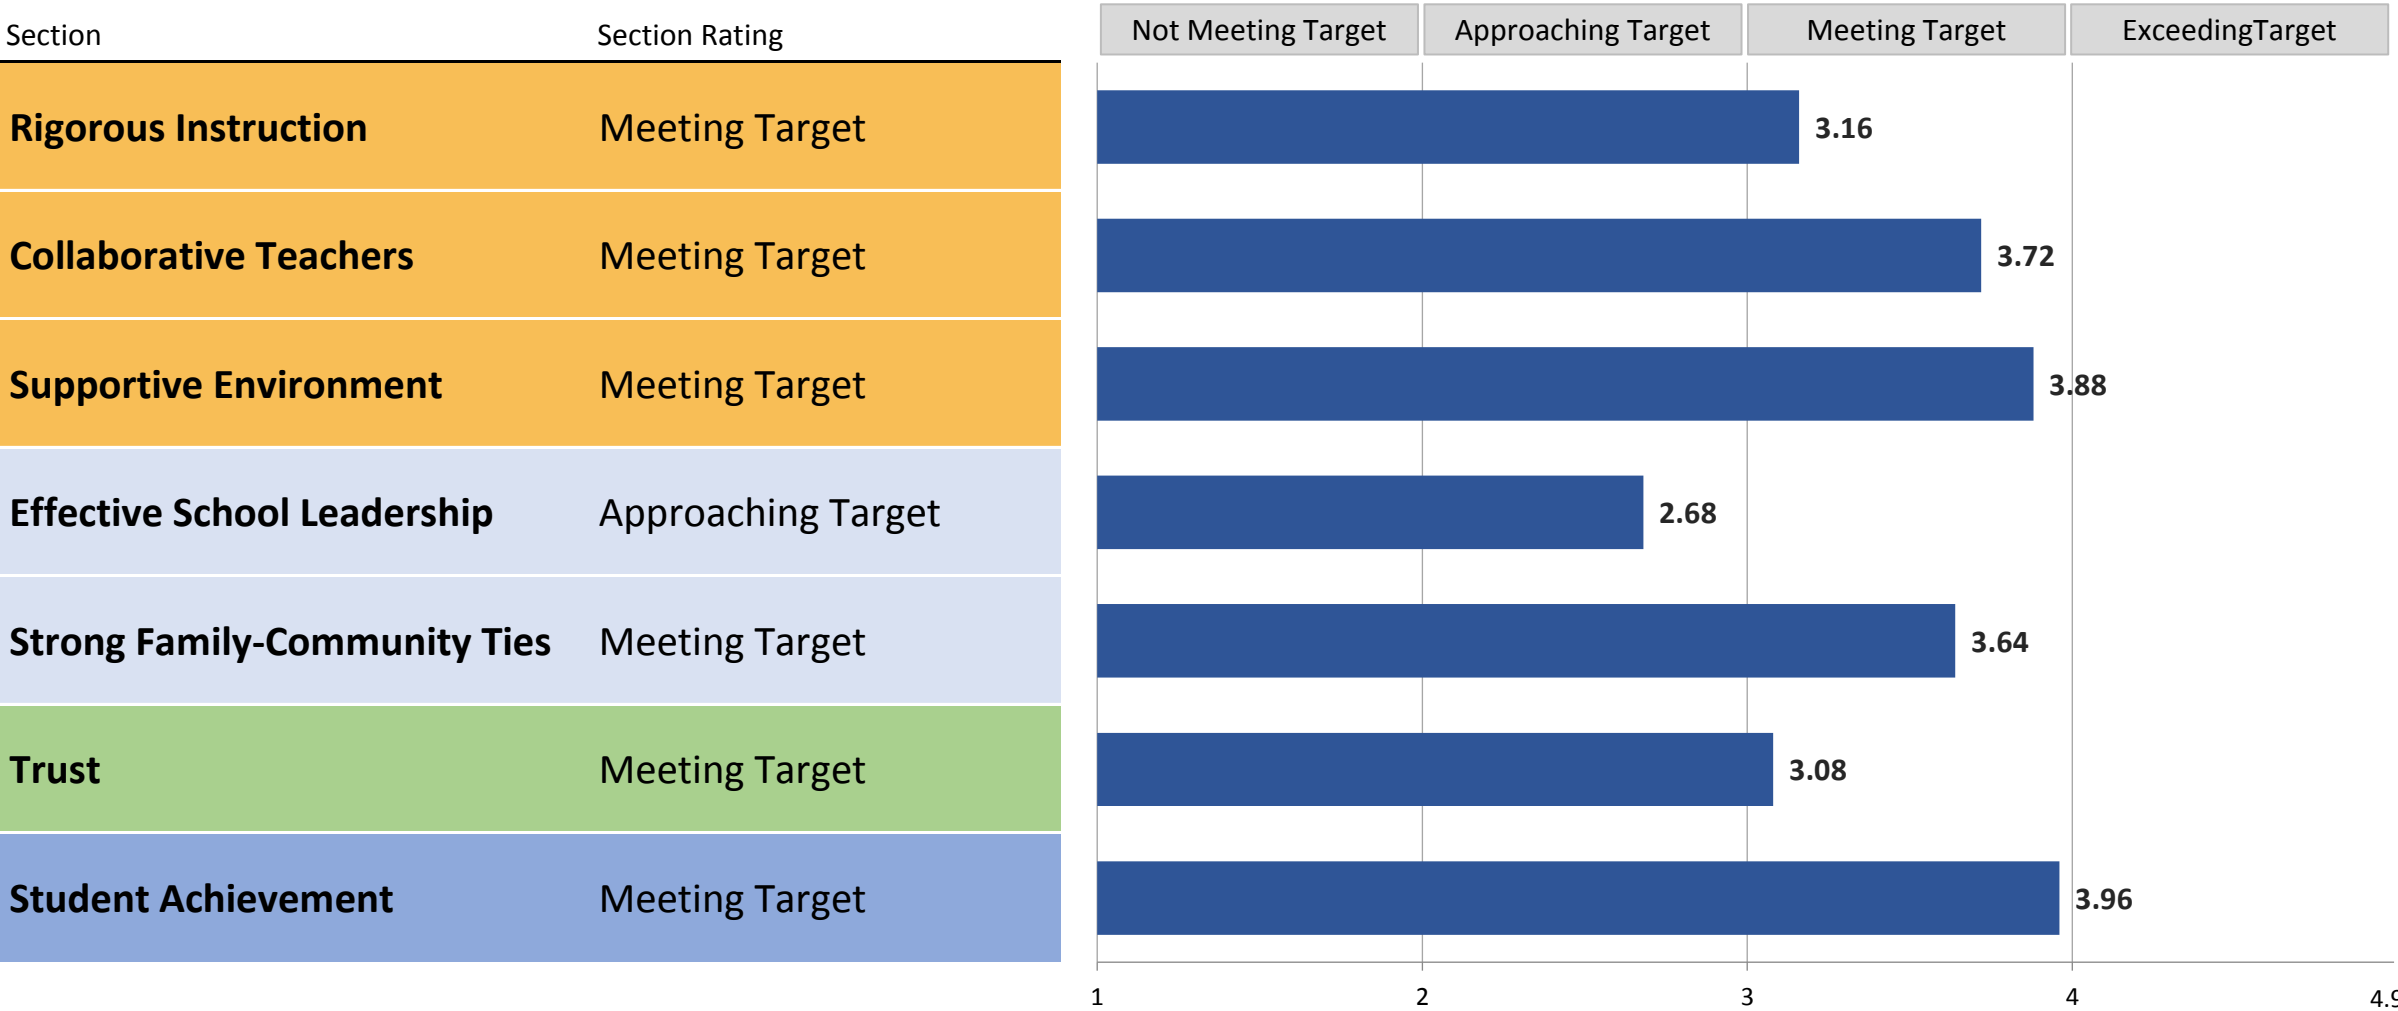 Section Section Rating Not Meeting Target Approaching Target Meeting Target ExceedingTarget
Rigorous Instruction Meeting Target 3.16
Collaborative Teachers Meeting Target 3.72
Supportive Environment Meeting Target 3.88
Effective School Leadership Approaching Target 2.68
Strong Family-Community Ties Meeting Target 3.64
Trust Meeting Target 3.08
Student Achievement Meeting Target 3.96
1 2 3 4